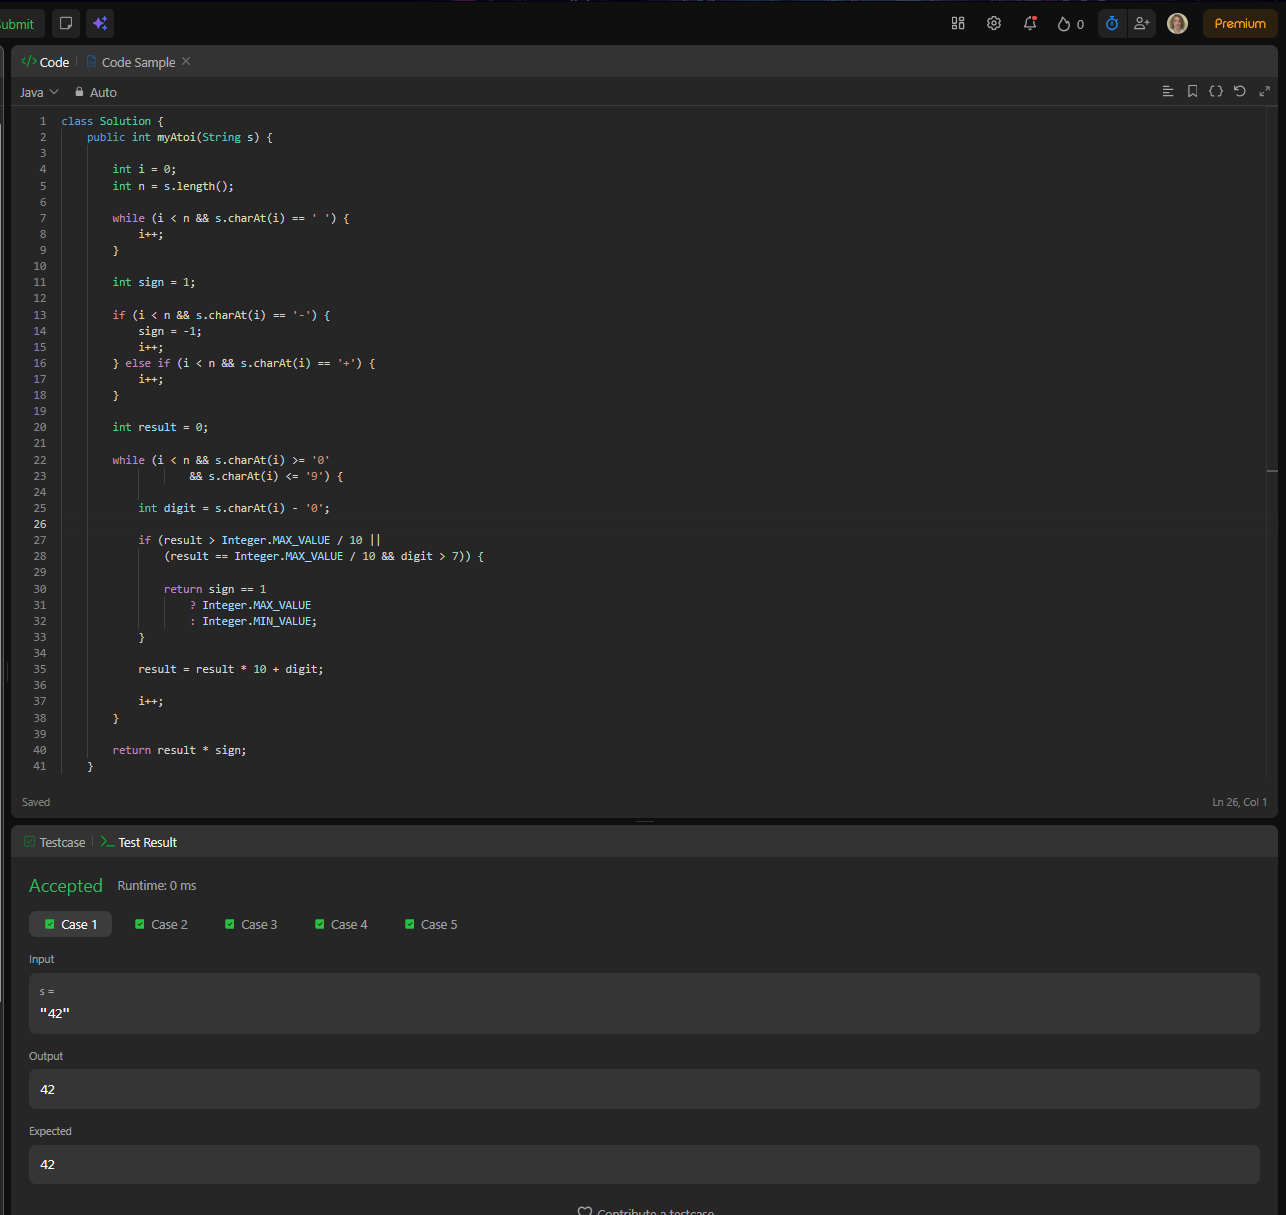 ubmit
0
Premium
</> Code
Code Sample ×
Java
Auto
1 class Solution {
2     public int myAtoi(String s) {
3
4         int i = 0;
5         int n = s.length();
6
7         while (i < n && s.charAt(i) == ' ') {
8             i++;
9         }
10
11         int sign = 1;
12
13         if (i < n && s.charAt(i) == '-') {
14             sign = -1;
15             i++;
16         } else if (i < n && s.charAt(i) == '+') {
17             i++;
18         }
19
20         int result = 0;
21
22         while (i < n && s.charAt(i) >= '0'
23                     && s.charAt(i) <= '9') {
24
25             int digit = s.charAt(i) - '0';
26
27             if (result > Integer.MAX_VALUE / 10 ||
28                 (result == Integer.MAX_VALUE / 10 && digit > 7)) {
29
30                 return sign == 1
31                     ? Integer.MAX_VALUE
32                     : Integer.MIN_VALUE;
33             }
34
35             result = result * 10 + digit;
36
37             i++;
38         }
39
40         return result * sign;
41     }
Saved
Ln 26, Col 1
Testcase
>_ Test Result
Accepted Runtime: 0 ms
Case 1 Case 2 Case 3 Case 4 Case 5
Input
s =
"42"
Output
42
Expected
42
Contribute a testcase